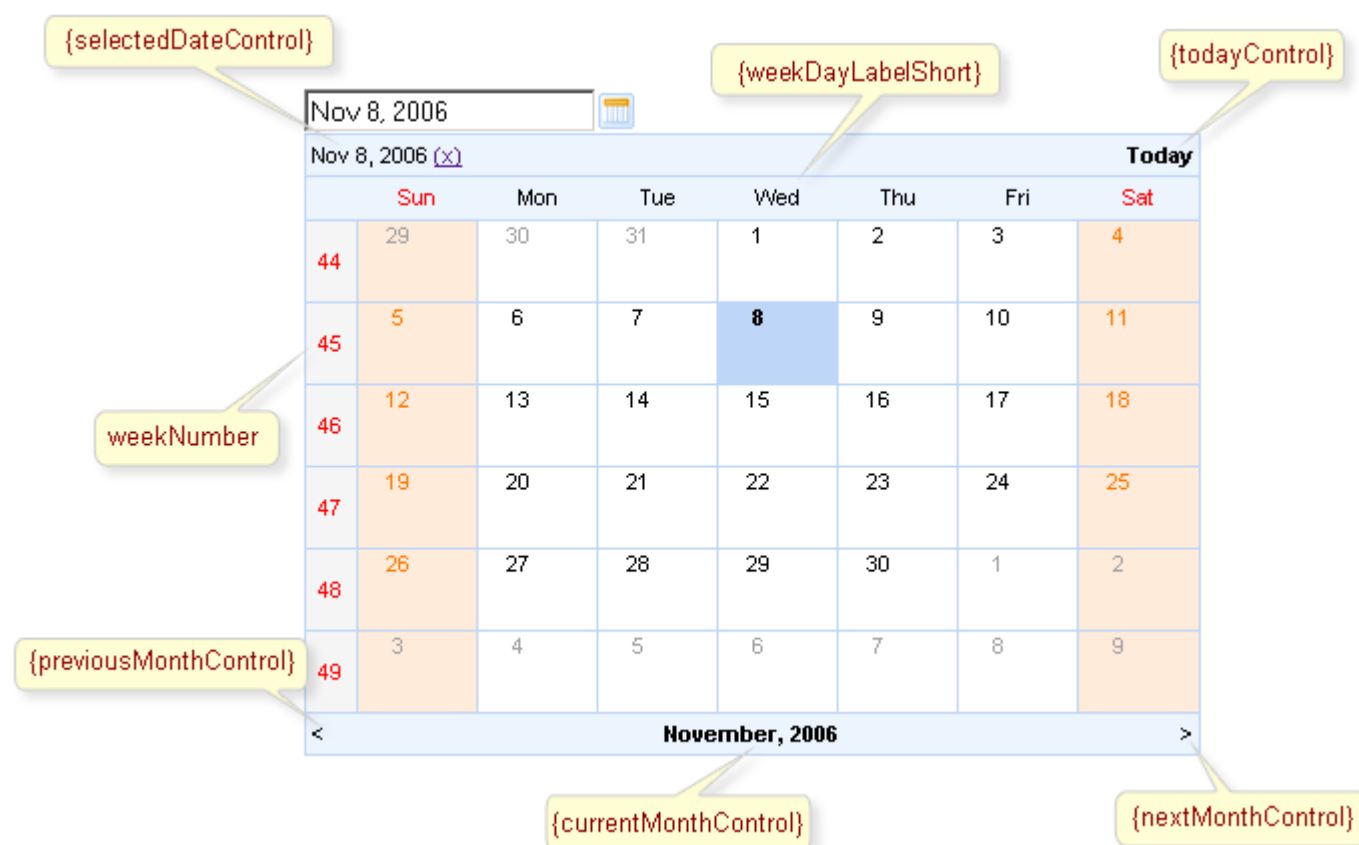 {selectedDateControl}
{weekDayLabelShort}
{todayControl}
Nov 8, 2006
Nov 8, 2006 (x) Today
Sun Mon Tue Wed Thu Fri Sat
44 29 30 31 1 2 3 4
45 5 6 7 8 9 10 11
46 12 13 14 15 16 17 18
weekNumber
47 19 20 21 22 23 24 25
48 26 27 28 29 30 1 2
49 3 4 5 6 7 8 9
{previousMonthControl}
< November, 2006 >
{currentMonthControl}
{nextMonthControl}